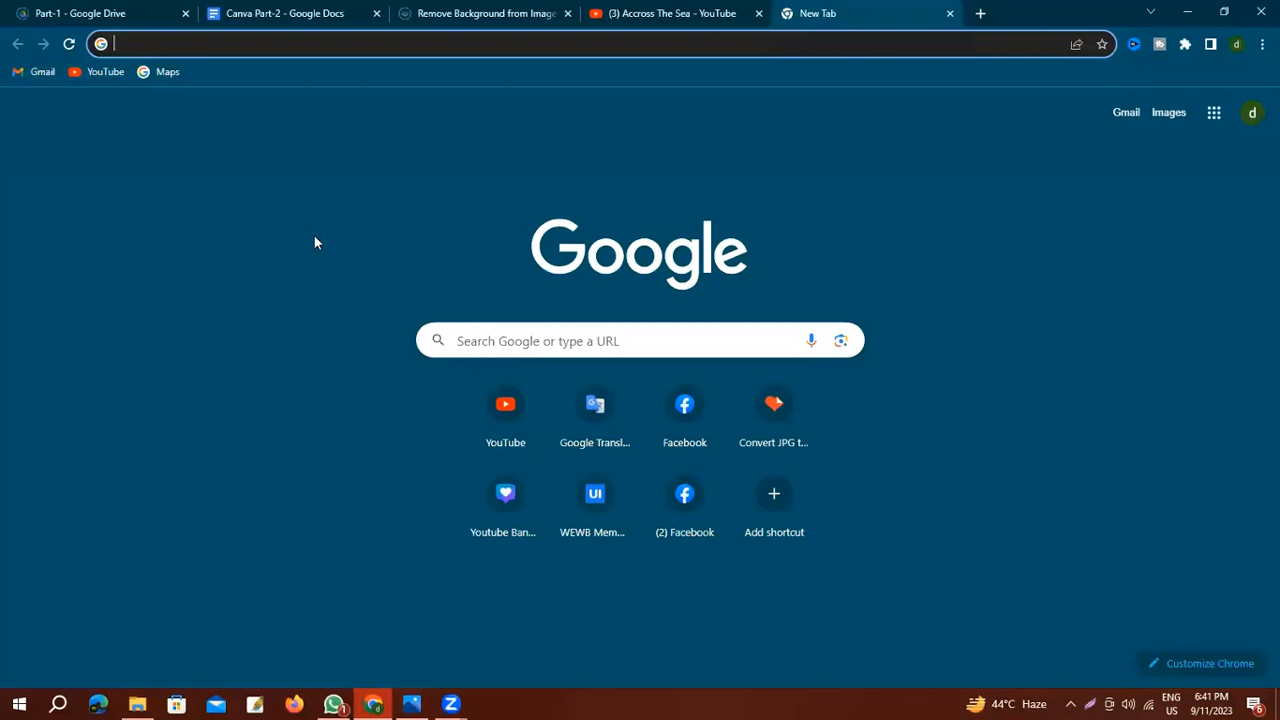 Part-1 - Google Drive
Canva Part-2 - Google Docs
Remove Background from Image
(3) Accross The Sea - YouTube
New Tab
Gmail
YouTube
Maps
d
Gmail
Images
d
Google
Search Google or type a URL
YouTube
Google Transl...
Facebook
Convert JPG t...
UI
Youtube Ban...
WEWB Mem...
(2) Facebook
Add shortcut
Customize Chrome
1
44°C Haze
ENG
US
6:41 PM
9/11/2023
6